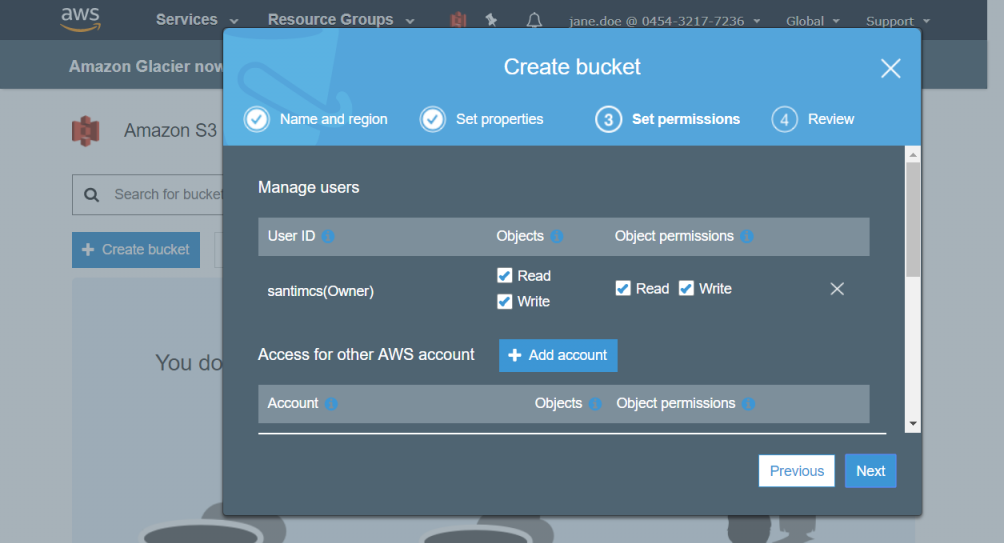 aws
Services
Resource Groups
jane.doe @ 0454-3217-7236
Global
Support
Amazon Glacier now
Amazon S3
Search for bucket
+ Create bucket
You do
Create bucket
Name and region
Set properties
3 Set permissions
4 Review
Manage users
User ID
Objects
Object permissions
santimcs(Owner)
Read
Write
Read
Write
Access for other AWS account
+ Add account
Account
Objects
Object permissions
Previous
Next